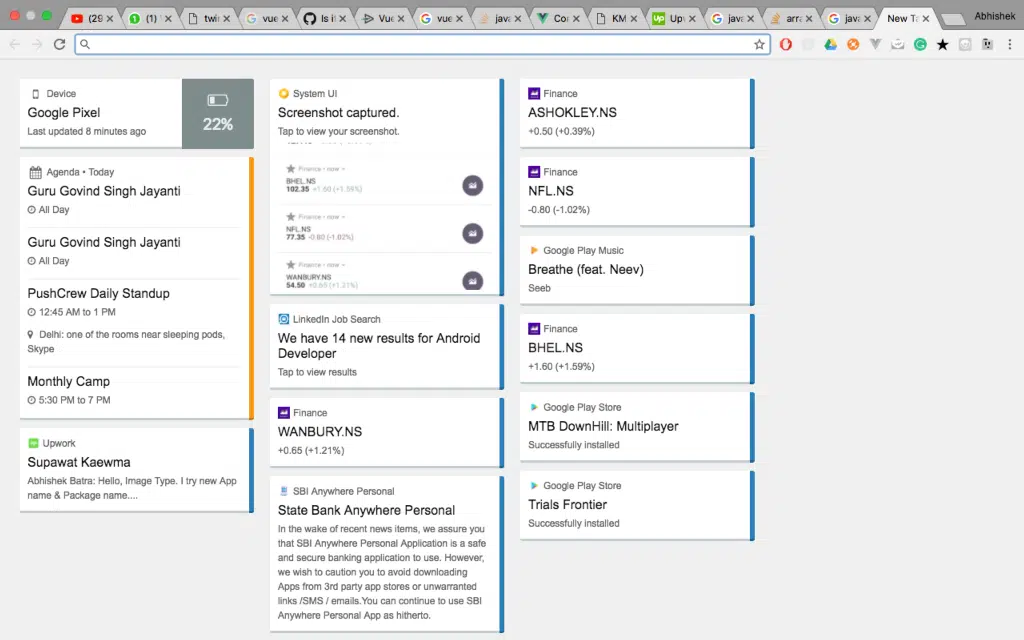 (29
(1)
twi
vue
Is i
Vue
vue
java
Co
KM
Upv
java
arra
java
New Ta
Abhishek
Device
Google Pixel
Last updated 8 minutes ago
22%
Agenda • Today
Guru Govind Singh Jayanti
All Day
Guru Govind Singh Jayanti
All Day
PushCrew Daily Standup
12:45 AM to 1 PM
Delhi: one of the rooms near sleeping pods,
Skype
Monthly Camp
5:30 PM to 7 PM
Upwork
Supawat Kaewma
Abhishek Batra: Hello, Image Type. I try new App
name & Package name....
System UI
Screenshot captured.
Tap to view your screenshot.
Finance • now
BHEL.NS
102.35 +1.60 (+1.59%)
Finance • now
NFL.NS
77.35 -0.80 (-1.02%)
Finance • now
WANBURY.NS
54.50 +0.65 (+1.21%)
LinkedIn Job Search
We have 14 new results for Android
Developer
Tap to view results
Finance
WANBURY.NS
+0.65 (+1.21%)
SBI Anywhere Personal
State Bank Anywhere Personal
In the wake of recent news items, we assure you
that SBI Anywhere Personal Application is a safe
and secure banking application to use. However,
we wish to caution you to avoid downloading
Apps from 3rd party app stores or unwarranted
links /SMS / emails.You can continue to use SBI
Anywhere Personal App as hitherto.
Finance
ASHOKLEY.NS
+0.50 (+0.39%)
Finance
NFL.NS
-0.80 (-1.02%)
Google Play Music
Breathe (feat. Neev)
Seeb
Finance
BHEL.NS
+1.60 (+1.59%)
Google Play Store
MTB DownHill: Multiplayer
Successfully installed
Google Play Store
Trials Frontier
Successfully installed